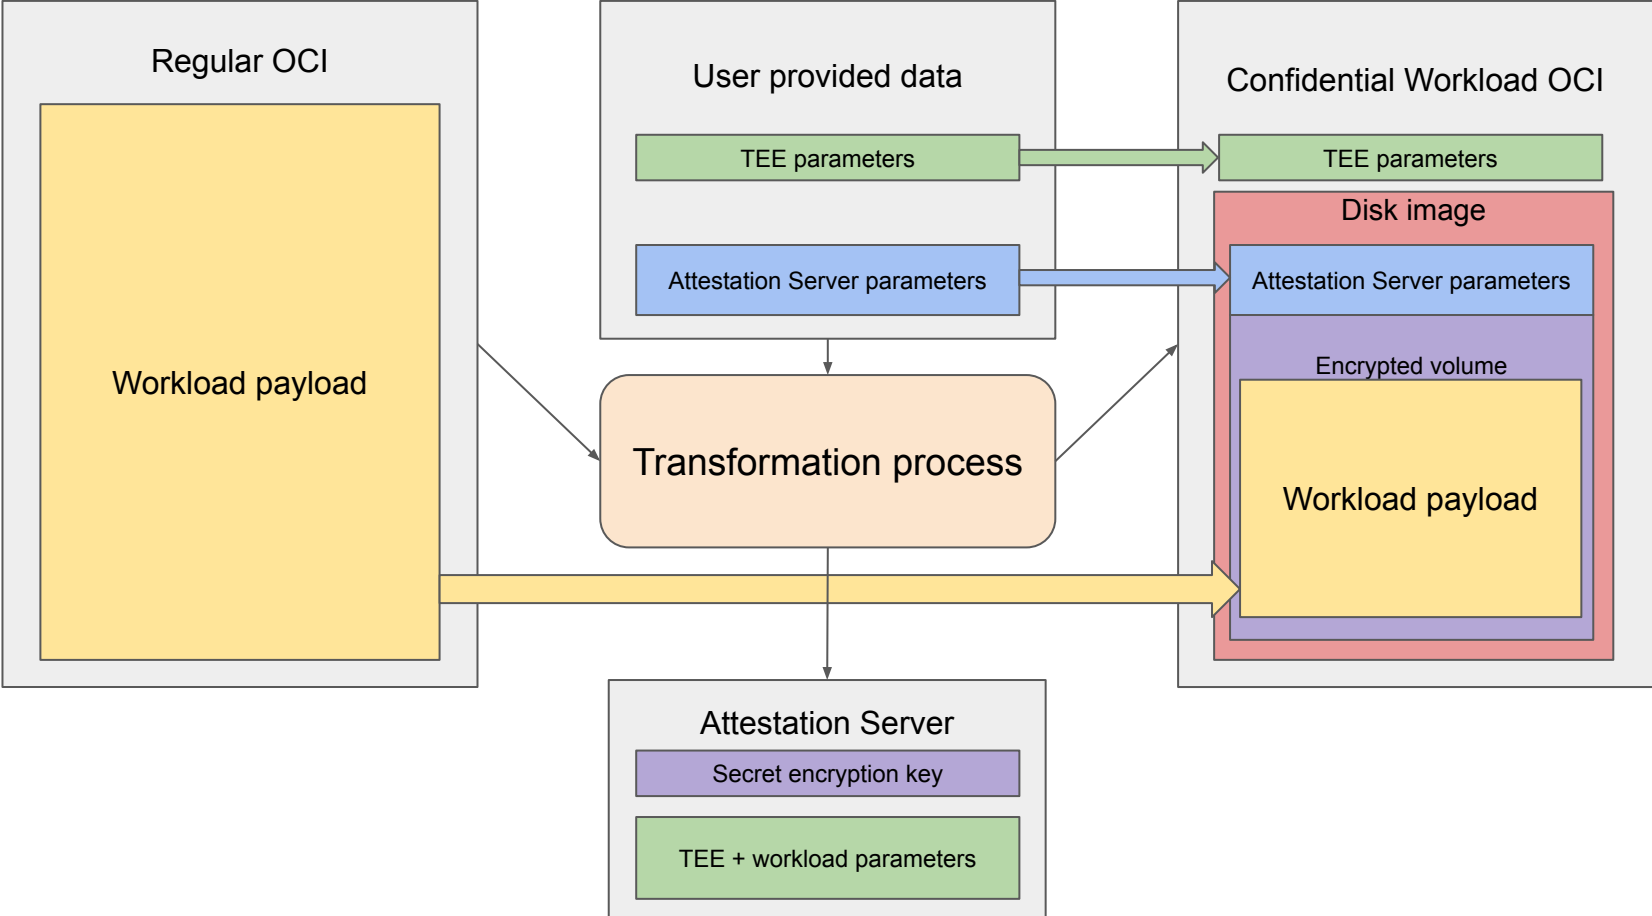 Regular OCI
Workload payload
User provided data
TEE parameters
Attestation Server parameters
Transformation process
Confidential Workload OCI
TEE parameters
Disk image
Attestation Server parameters
Encrypted volume
Workload payload
Attestation Server
Secret encryption key
TEE + workload parameters